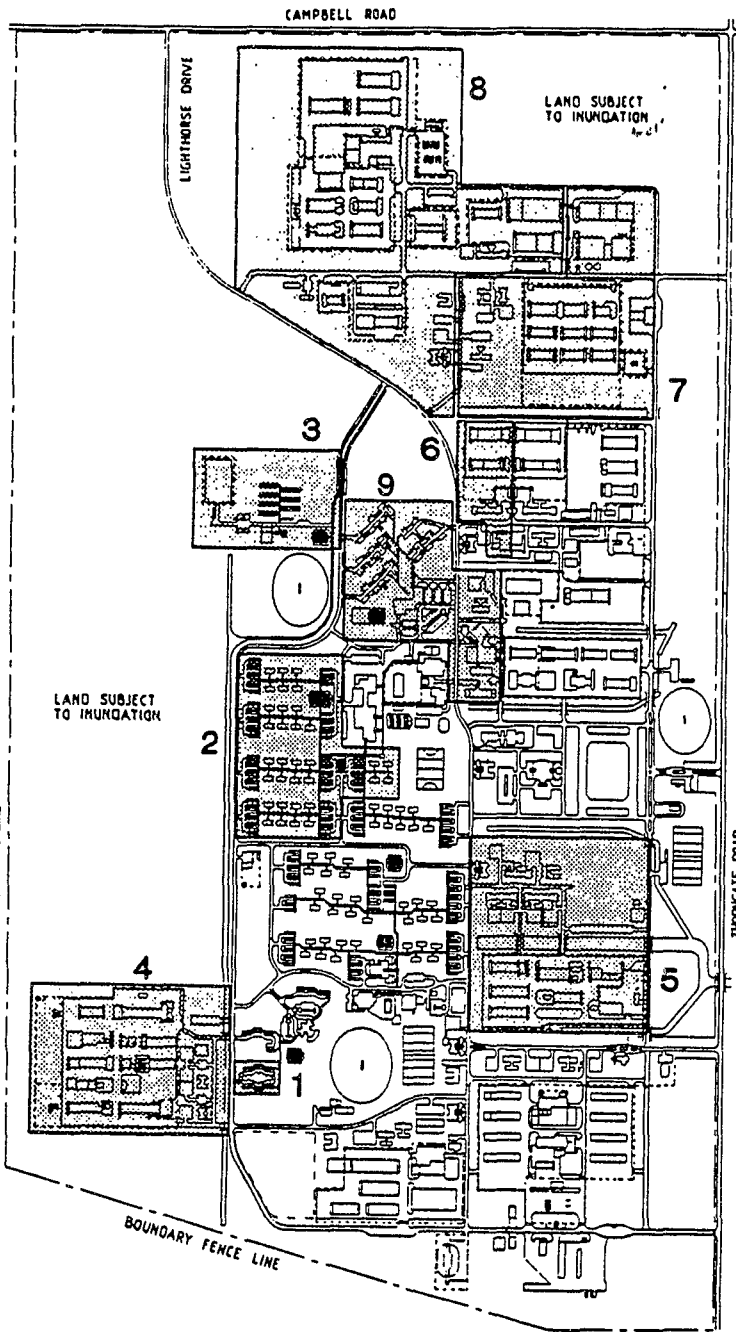 CAMPBELL ROAD
LIGHTHORSE DRIVE
8
LAND SUBJECT
TO INUNDATION
7
3
6
9
LAND SUBJECT
TO INUNDATION
2
4
5
BOUNDARY FENCE LINE